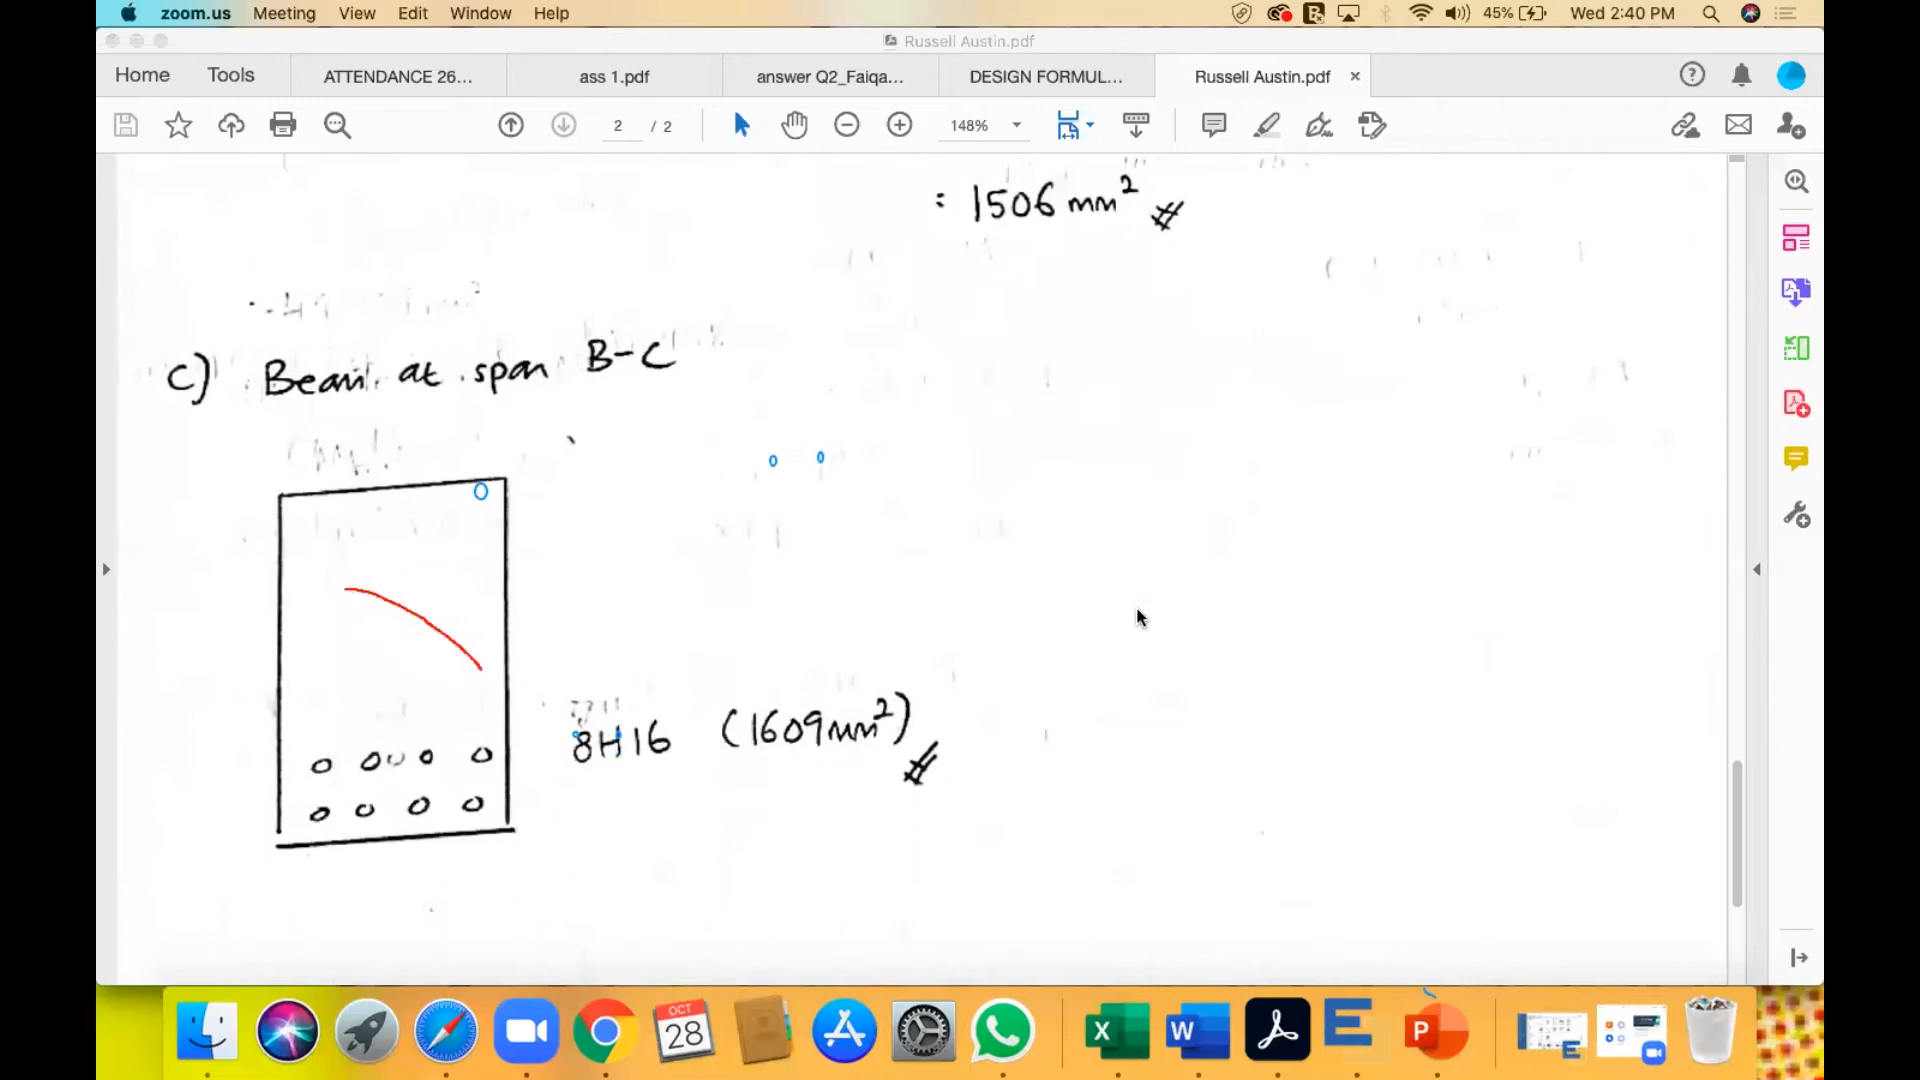 zoom.us Meeting View Edit Window Help 45% Wed 2:40 PM
Russell Austin.pdf
Home Tools ATTENDANCE 26... ass 1.pdf answer Q2_Faiqa... DESIGN FORMUL... Russell Austin.pdf ×
2 / 2 148%
: 1506 mm²
c) Beam at span B-C
8H16 (1609mm²)
OCT
28
X W E P